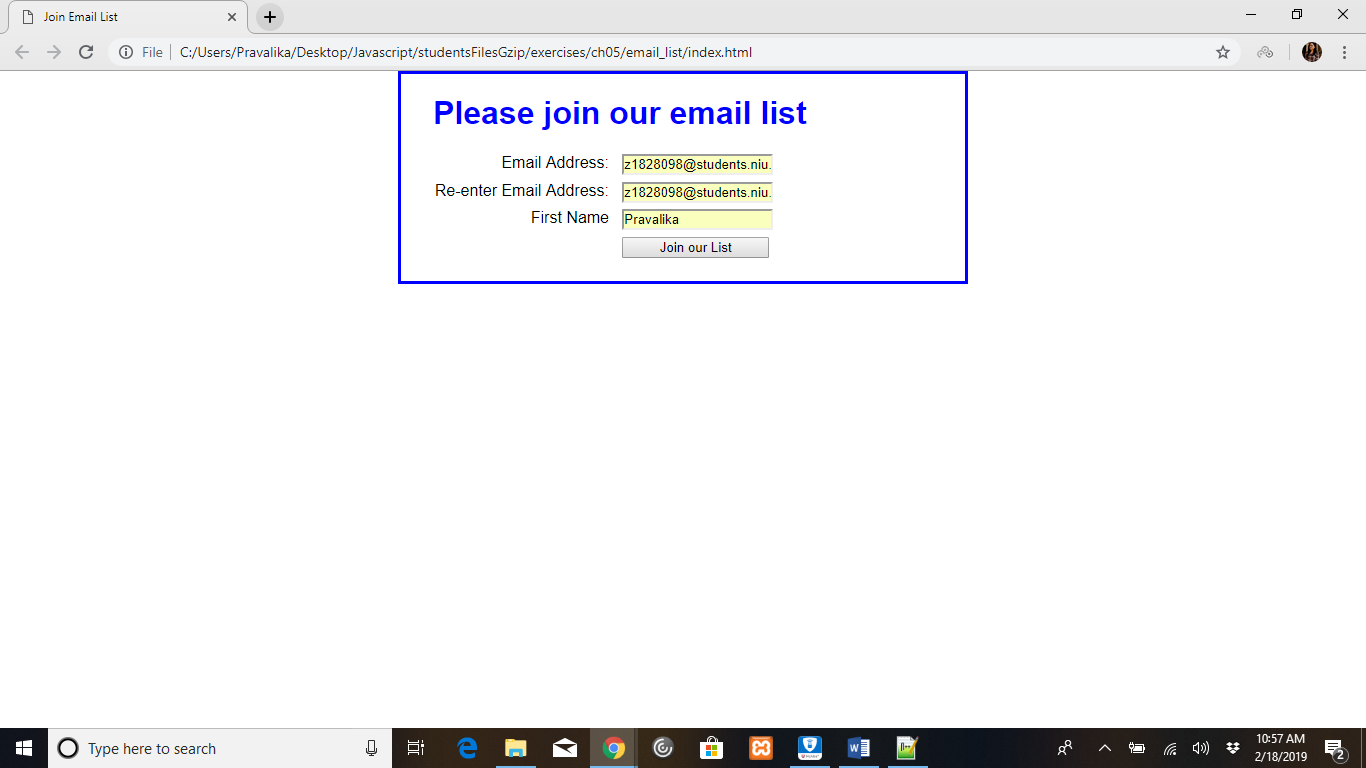 Join Email List
File C:/Users/Pravalika/Desktop/Javascript/studentsFilesGzip/exercises/ch05/email_list/index.html
Please join our email list
Email Address: z1828098@students.niu.
Re-enter Email Address: z1828098@students.niu.
First Name Pravalika
Join our List
Type here to search
10:57 AM
2/18/2019
2